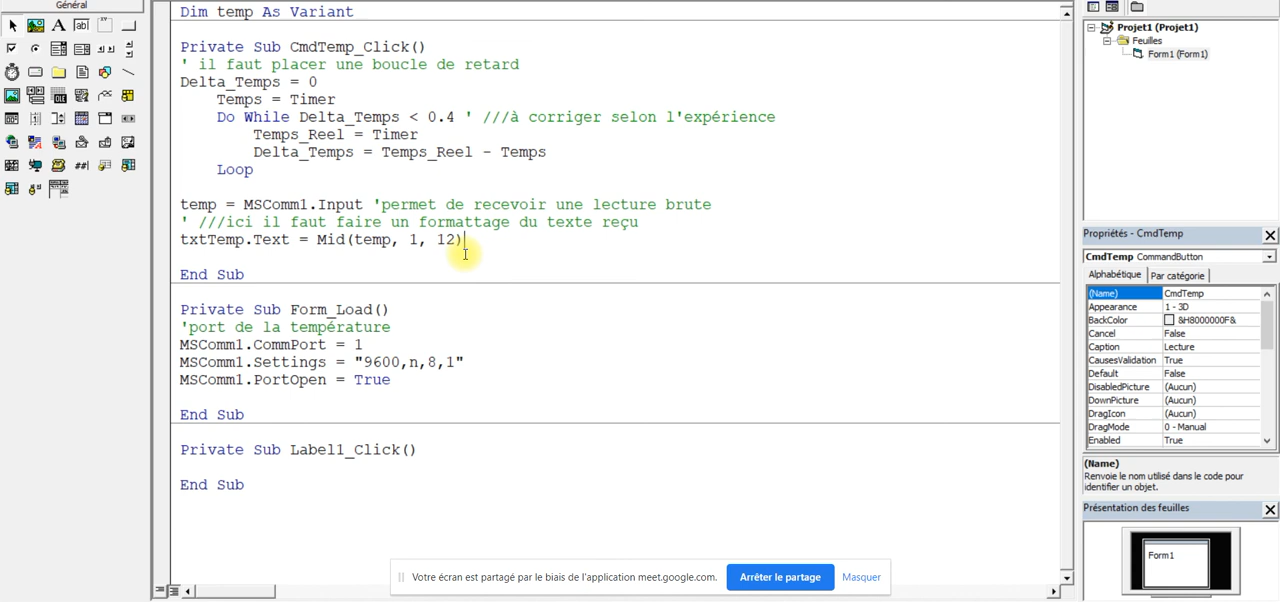 Général
Dim temp As Variant
Private Sub CmdTemp_Click()
' il faut placer une boucle de retard
Delta_Temps = 0
Temps = Timer
Do While Delta_Temps < 0.4 ' ///à corriger selon l'expérience
Temps_Reel = Timer
Delta_Temps = Temps_Reel - Temps
Loop
temp = MSComm1.Input 'permet de recevoir une lecture brute
' ///ici il faut faire un formattage du texte reçu
txtTemp.Text = Mid(temp, 1, 12)
End Sub
Private Sub Form_Load()
'port de la température
MSComm1.CommPort = 1
MSComm1.Settings = "9600,n,8,1"
MSComm1.PortOpen = True
End Sub
Private Sub Label1_Click()
End Sub
Votre écran est partagé par le biais de l'application meet.google.com.
Arrêter le partage
Masquer
Projet1 (Projet1)
Feuilles
Form1 (Form1)
Propriétés - CmdTemp
CmdTemp CommandButton
Alphabétique
Par catégorie
(Name) CmdTemp
Appearance 1 - 3D
BackColor &H8000000F&
Cancel False
Caption Lecture
CausesValidation True
Default False
DisabledPicture (Aucun)
DownPicture (Aucun)
DragIcon (Aucun)
DragMode 0 - Manual
Enabled True
(Name)
Renvoie le nom utilisé dans le code pour
identifier un objet.
Présentation des feuilles
Form1